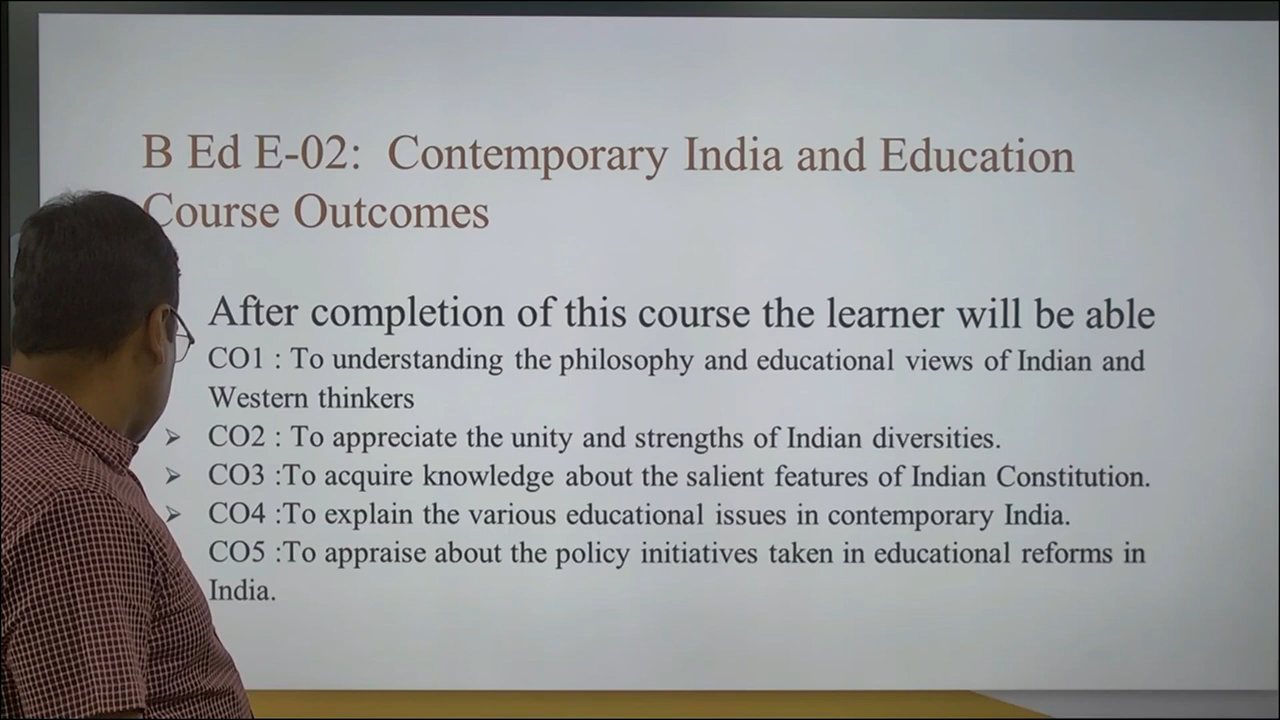 B Ed E-02: Contemporary India and Education
Course Outcomes
After completion of this course the learner will be able
CO1 : To understanding the philosophy and educational views of Indian and
Western thinkers
➢ CO2 : To appreciate the unity and strengths of Indian diversities.
➢ CO3 :To acquire knowledge about the salient features of Indian Constitution.
➢ CO4 :To explain the various educational issues in contemporary India.
CO5 :To appraise about the policy initiatives taken in educational reforms in
India.